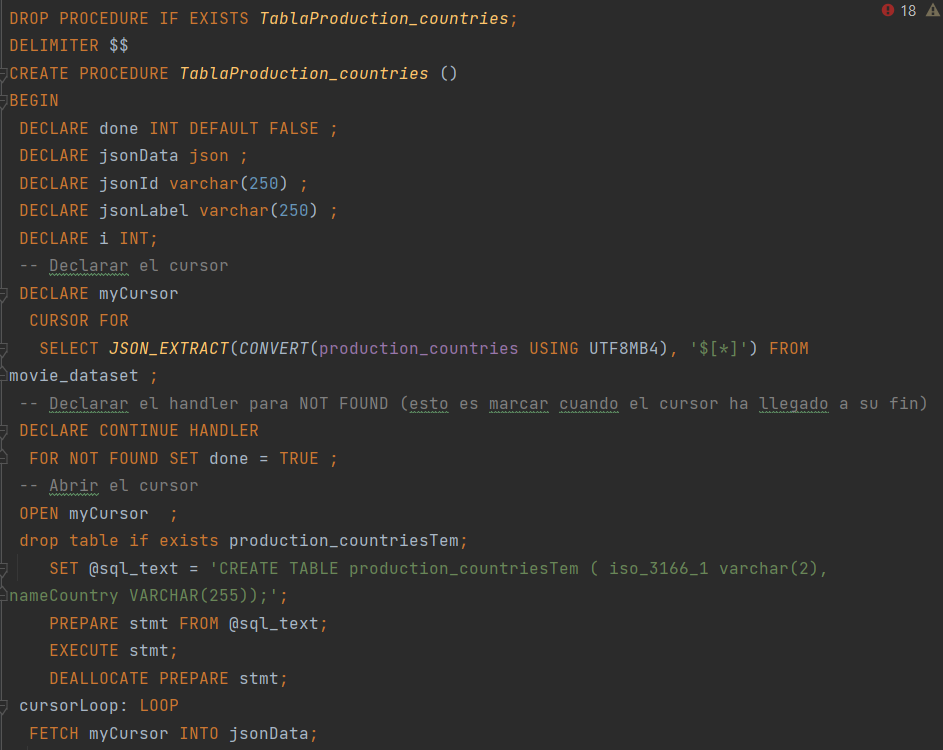 DROP PROCEDURE IF EXISTS TablaProduction_countries;
18
DELIMITER $$
CREATE PROCEDURE TablaProduction_countries ()
BEGIN
DECLARE done INT DEFAULT FALSE ;
DECLARE jsonData json ;
DECLARE jsonId varchar(250) ;
DECLARE jsonLabel varchar(250) ;
DECLARE i INT;
-- Declarar el cursor
DECLARE myCursor
CURSOR FOR
SELECT JSON_EXTRACT(CONVERT(production_countries USING UTF8MB4), '$[*]') FROM
movie_dataset ;
-- Declarar el handler para NOT FOUND (esto es marcar cuando el cursor ha llegado a su fin)
DECLARE CONTINUE HANDLER
FOR NOT FOUND SET done = TRUE ;
-- Abrir el cursor
OPEN myCursor  ;
drop table if exists production_countriesTem;
SET @sql_text = 'CREATE TABLE production_countriesTem ( iso_3166_1 varchar(2),
nameCountry VARCHAR(255));';
PREPARE stmt FROM @sql_text;
EXECUTE stmt;
DEALLOCATE PREPARE stmt;
cursorLoop: LOOP
FETCH myCursor INTO jsonData;